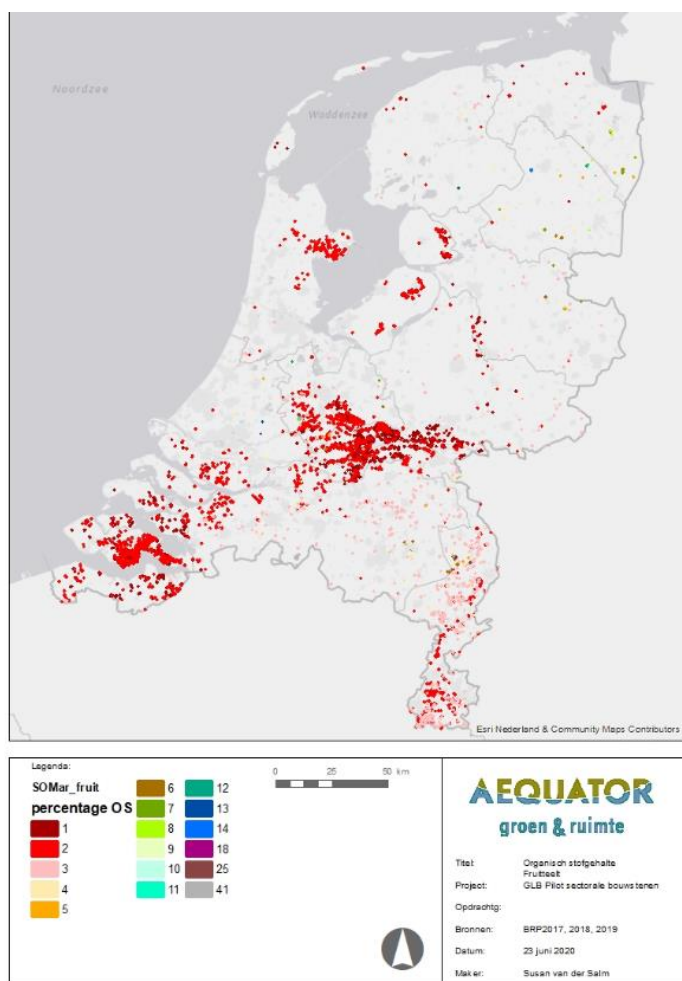 Noordzee
Waddenzee
Esri Nederland & Community Maps Contributors
Legenda:
SOMar_fruit
percentage OS
1
2
3
4
5
6
7
8
9
10
11
12
13
14
18
25
41
0 25 50 km
AEQUATOR
groen & ruimte
Titel: Organisch stofgehalte
Fruitteelt
Project: GLB Pilot sectorale bouwstenen
Opdrachtg:
Bronnen: BRP2017, 2018, 2019
Datum: 23 juni 2020
Maker: Susan van der Salm